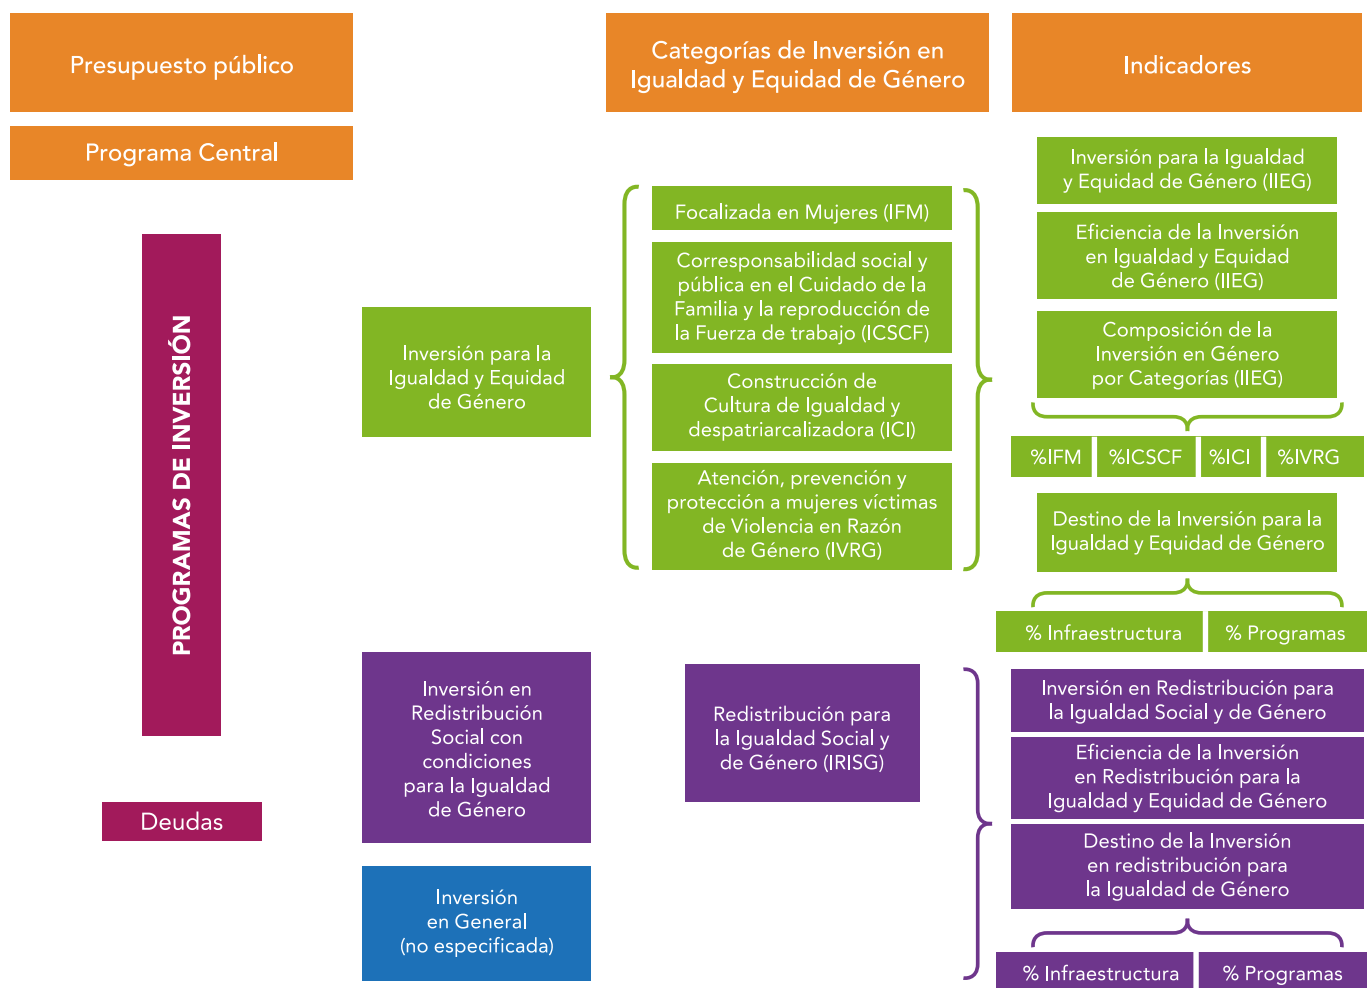 Presupuesto público
Categorías de Inversión en
Igualdad y Equidad de Género
Indicadores
Programa Central
PROGRAMAS DE INVERSIÓN
Deudas
Inversión para la
Igualdad y Equidad
de Género
Focalizada en Mujeres (IFM)
Corresponsabilidad social y
pública en el Cuidado de la
Familia y la reproducción de
la Fuerza de trabajo (ICSCF)
Construcción de
Cultura de Igualdad y
despatriarcalizadora (ICI)
Atención, prevención y
protección a mujeres víctimas
de Violencia en Razón
de Género (IVRG)
Inversión para la Igualdad
y Equidad de Género (IIEG)
Eficiencia de la Inversión
en Igualdad y Equidad
de Género (IIEG)
Composición de la
Inversión en Género
por Categorías (IIEG)
%IFM
%ICSCF
%ICI
%IVRG
Destino de la Inversión para la
Igualdad y Equidad de Género
% Infraestructura
% Programas
Inversión en
Redistribución
Social con
condiciones
para la Igualdad
de Género
Redistribución para
la Igualdad Social y
de Género (IRISG)
Inversión en Redistribución para
la Igualdad Social y de Género
Eficiencia de la Inversión
en Redistribución para la
Igualdad y Equidad de Género
Destino de la Inversión
en redistribución para
la Igualdad de Género
% Infraestructura
% Programas
Inversión
en General
(no especificada)